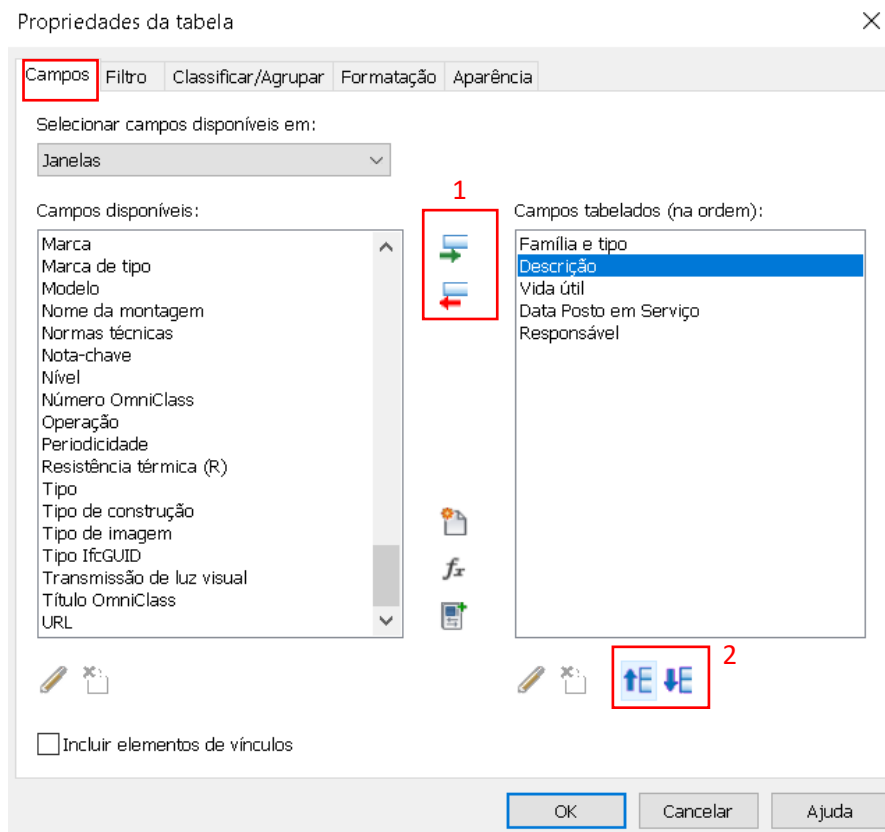 Propriedades da tabela
Campos Filtro Classificar/Agrupar Formatação Aparência
Selecionar campos disponíveis em:
Janelas
1
Campos disponíveis:
Marca
Marca de tipo
Modelo
Nome da montagem
Normas técnicas
Nota-chave
Nível
Número OmniClass
Operação
Periodicidade
Resistência térmica (R)
Tipo
Tipo de construção
Tipo de imagem
Tipo IfcGUID
Transmissão de luz visual
Título OmniClass
URL
Campos tabelados (na ordem):
Família e tipo
Descrição
Vida útil
Data Posto em Serviço
Responsável
fx
2
Incluir elementos de vínculos
OK Cancelar Ajuda